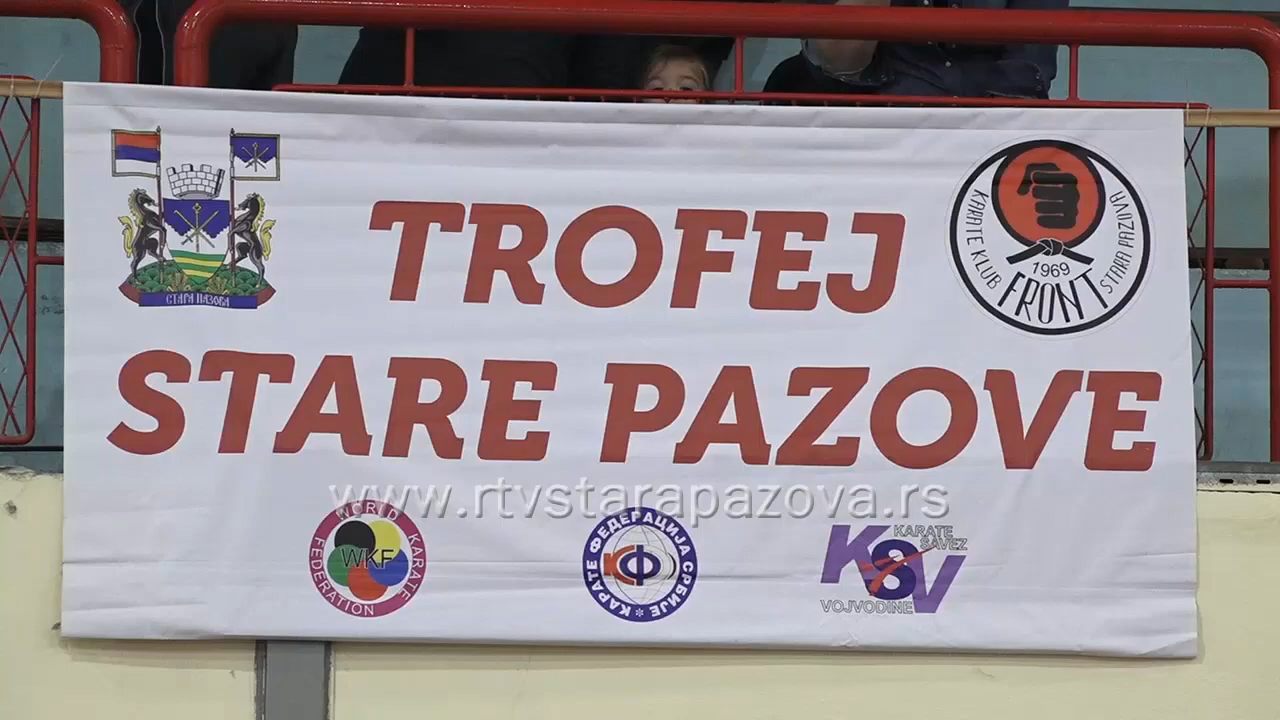 TROFEJ
STARE PAZOVE
СТАРА ПАЗОВА
KARATE KLUB
STARA PAZOVA
1969
FRONT
www.rtvstarapazova.rs
WORLD KARATE FEDERATION
WKF
КАРАТЕ ФЕДЕРАЦИЈА СРБИЈЕ
КФС
KARATE
SAVEZ
KSV
VOJVODINE